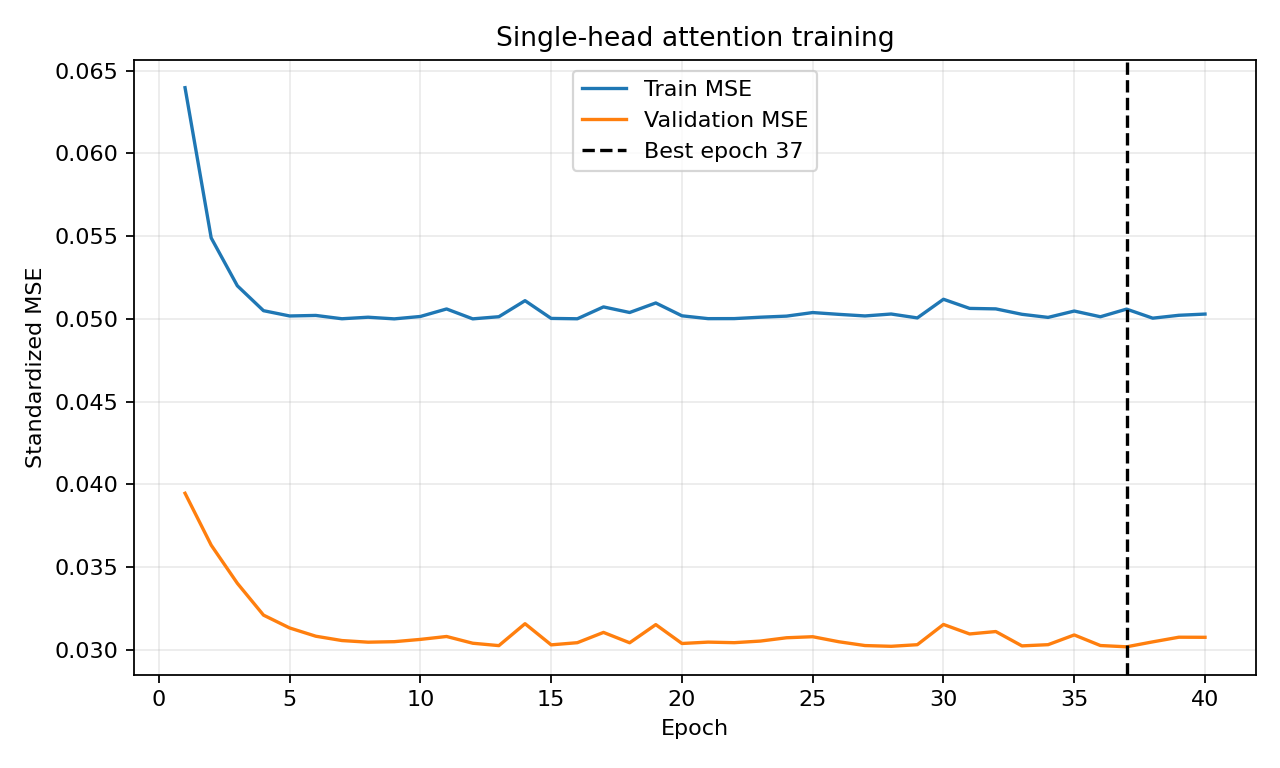 Single-head attention training
Train MSE
Validation MSE
Best epoch 37
Standardized MSE
0.065
0.060
0.055
0.050
0.045
0.040
0.035
0.030
0 5 10 15 20 25 30 35 40
Epoch